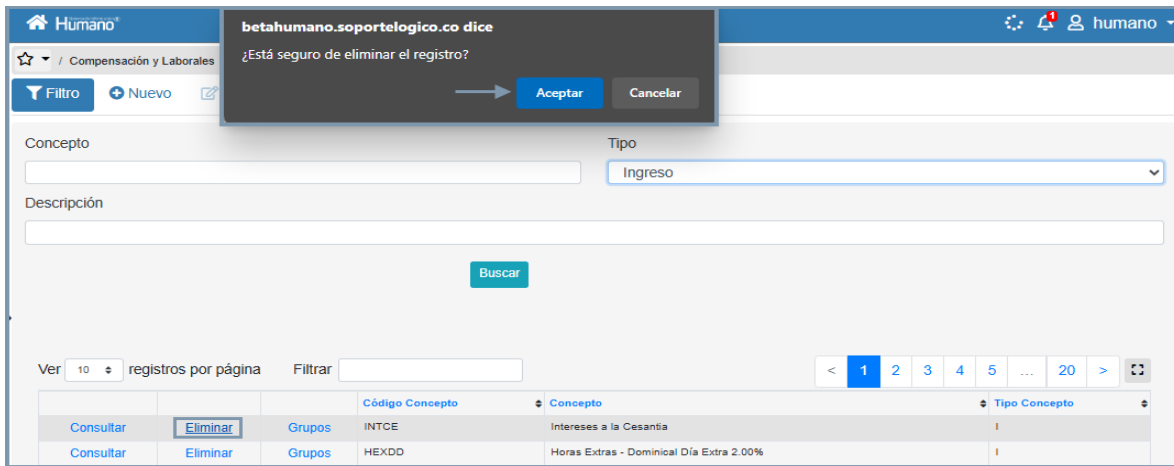 Humano®
betahumano.soportelogico.co dice
1
humano
¿Está seguro de eliminar el registro?
/ Compensación y Laborales
Aceptar
Cancelar
Filtro
Nuevo
Concepto
Tipo
Ingreso
Descripción
Buscar
Ver 10 registros por página Filtrar
< 1 2 3 4 5 ... 20 >
Código Concepto Concepto Tipo Concepto
Consultar Eliminar Grupos INTCE Intereses a la Cesantia I
Consultar Eliminar Grupos HEXDD Horas Extras - Dominical Día Extra 2.00% I